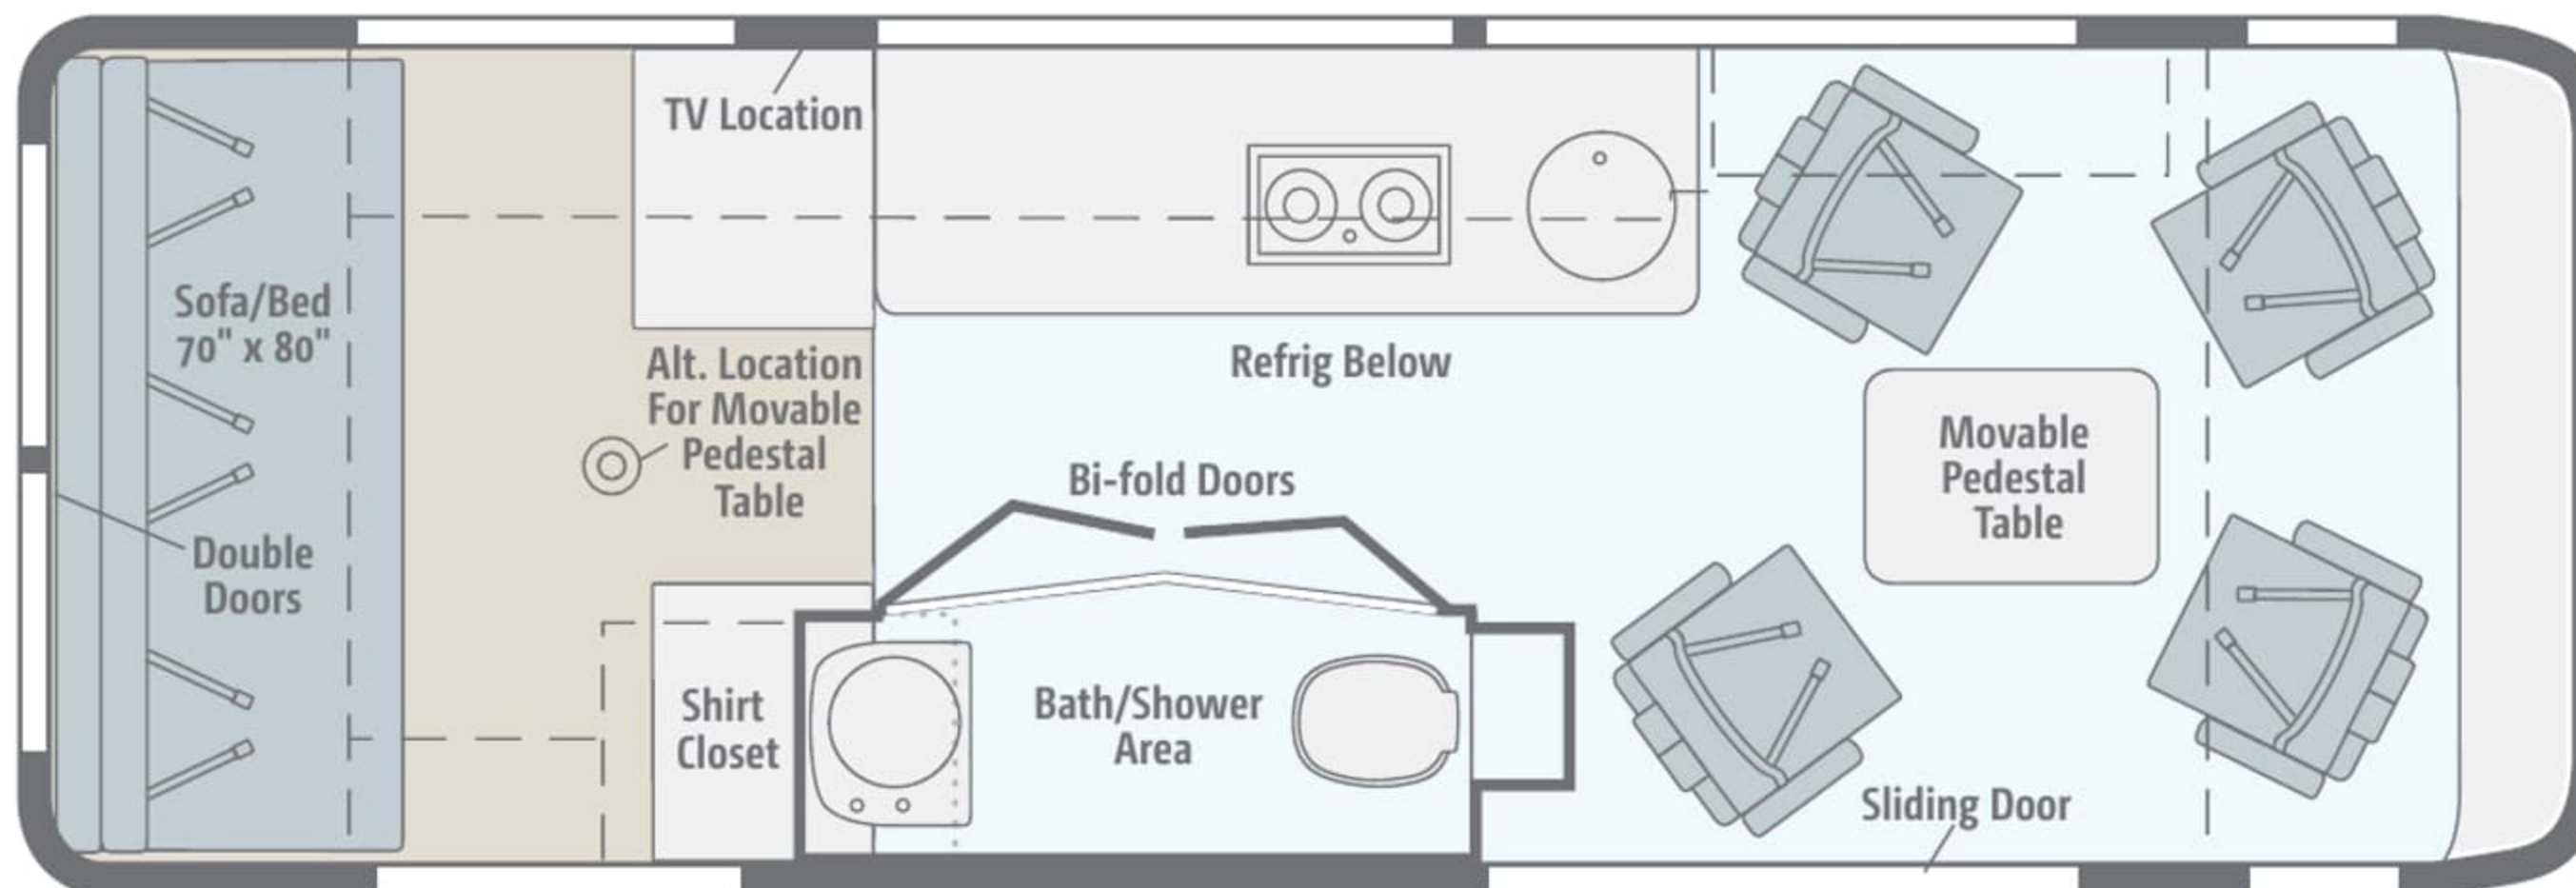 TV Location
Sofa/Bed
70" x 80"
Alt. Location
For Movable
Pedestal
Table
Refrig Below
Movable
Pedestal
Table
Bi-fold Doors
Double
Doors
Shirt
Closet
Bath/Shower
Area
Sliding Door